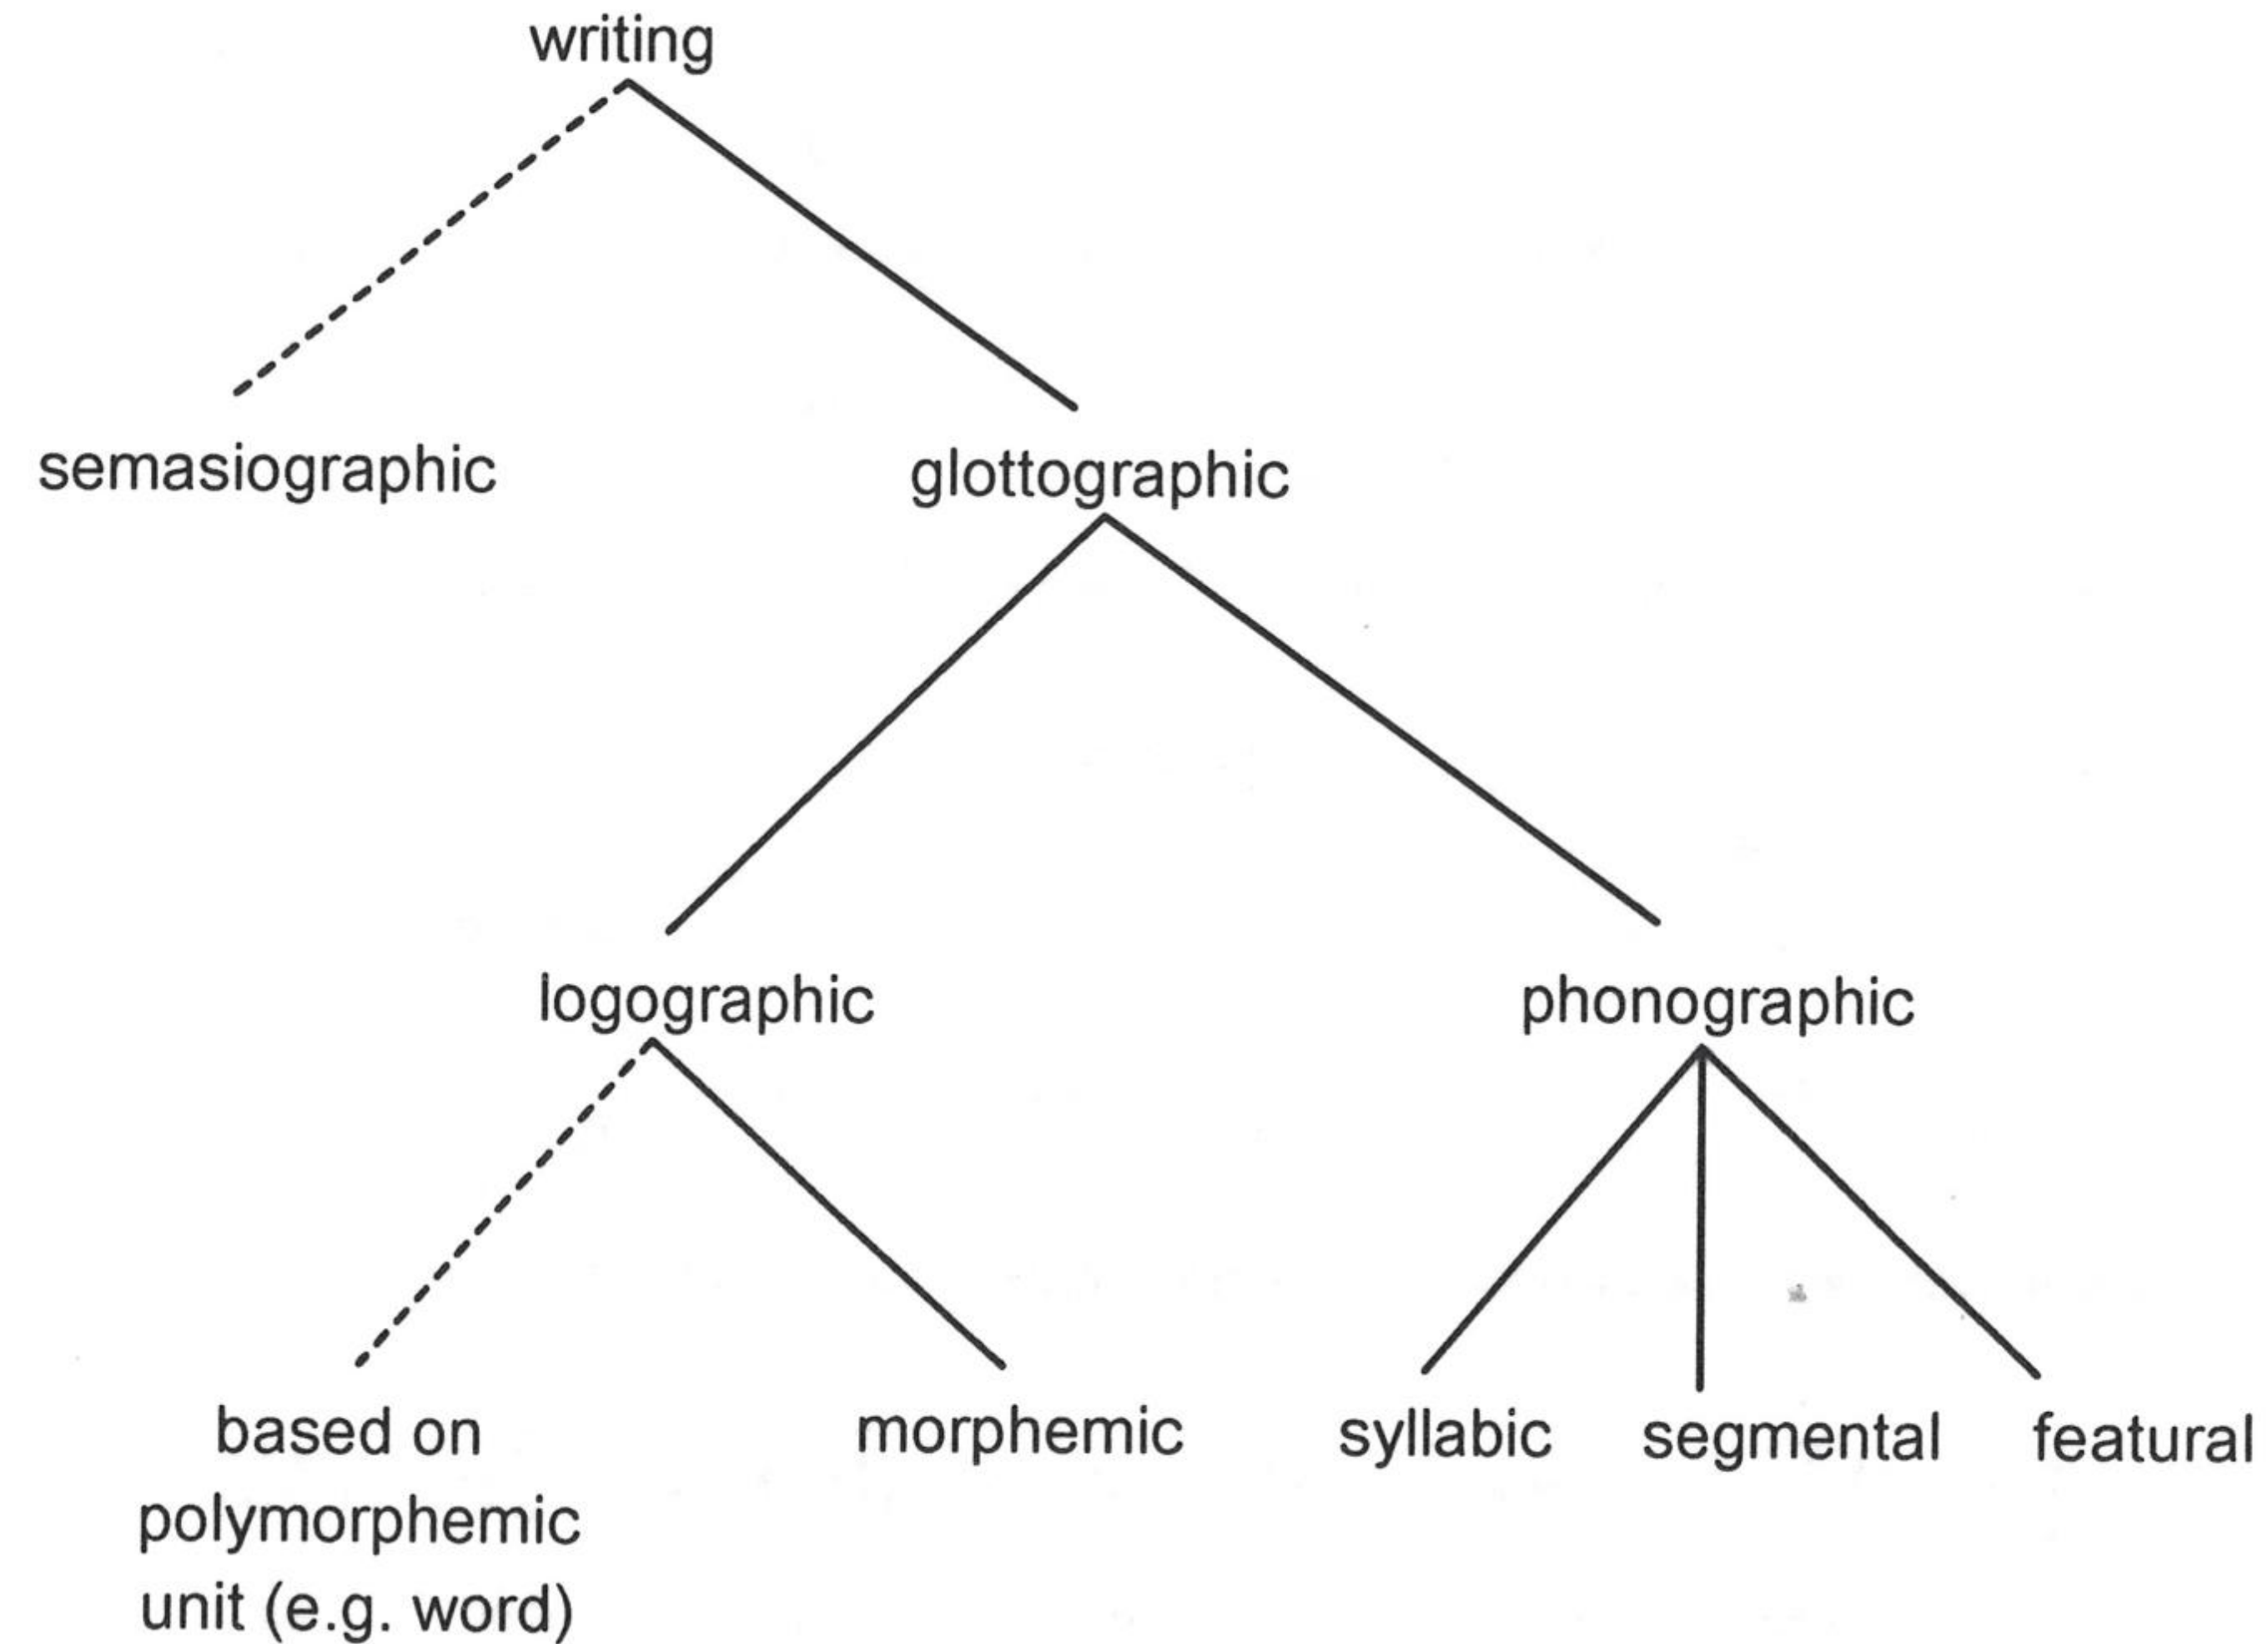 writing
semasiographic
glottographic
logographic
phonographic
based on
polymorphemic
unit (e.g. word)
morphemic
syllabic
segmental
featural